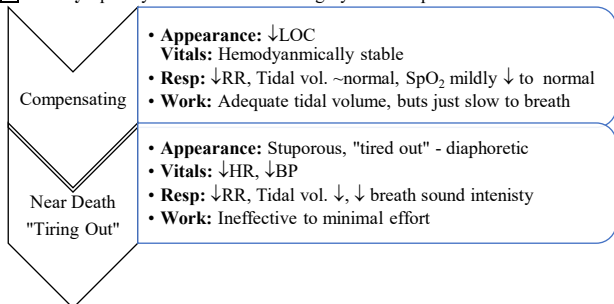 Compensating
• Appearance: ↓LOC
Vitals: Hemodyanmically stable
• Resp: ↓RR, Tidal vol. ~normal, SpO₂ mildly ↓ to normal
• Work: Adequate tidal volume, buts just slow to breath
Near Death
"Tiring Out"
• Appearance: Stuporous, "tired out" - diaphoretic
• Vitals: ↓HR, ↓BP
• Resp: ↓RR, Tidal vol. ↓, ↓ breath sound intenisty
• Work: Ineffective to minimal effort